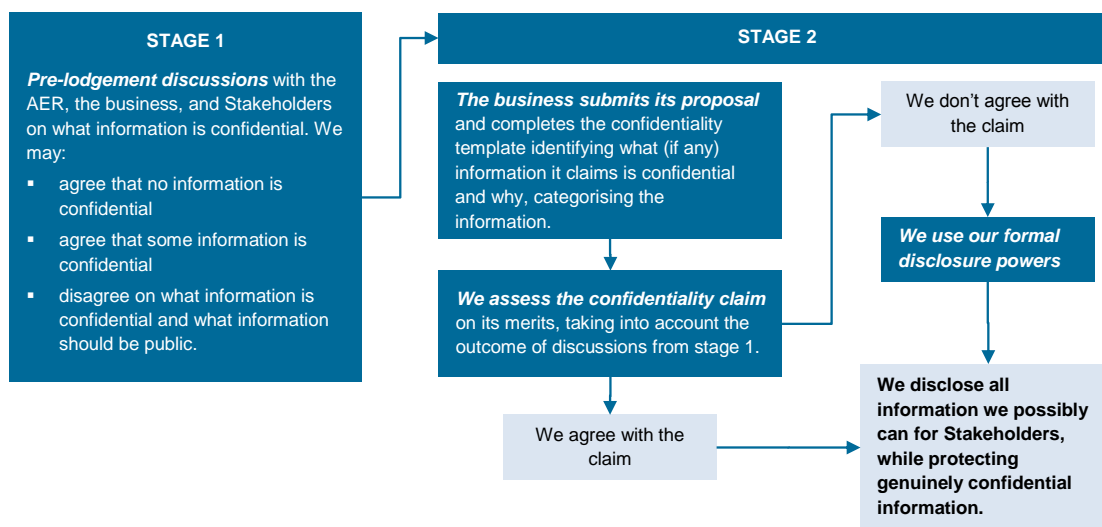 STAGE 1
Pre-lodgement discussions with the
AER, the business, and Stakeholders
on what information is confidential. We
may:
▪ agree that no information is
confidential
▪ agree that some information is
confidential
▪ disagree on what information is
confidential and what information
should be public.
STAGE 2
The business submits its proposal
and completes the confidentiality
template identifying what (if any)
information it claims is confidential
and why, categorising the
information.
We assess the confidentiality claim
on its merits, taking into account the
outcome of discussions from stage 1.
We agree with the
claim
We don’t agree with
the claim
We use our formal
disclosure powers
We disclose all
information we possibly
can for Stakeholders,
while protecting
genuinely confidential
information.